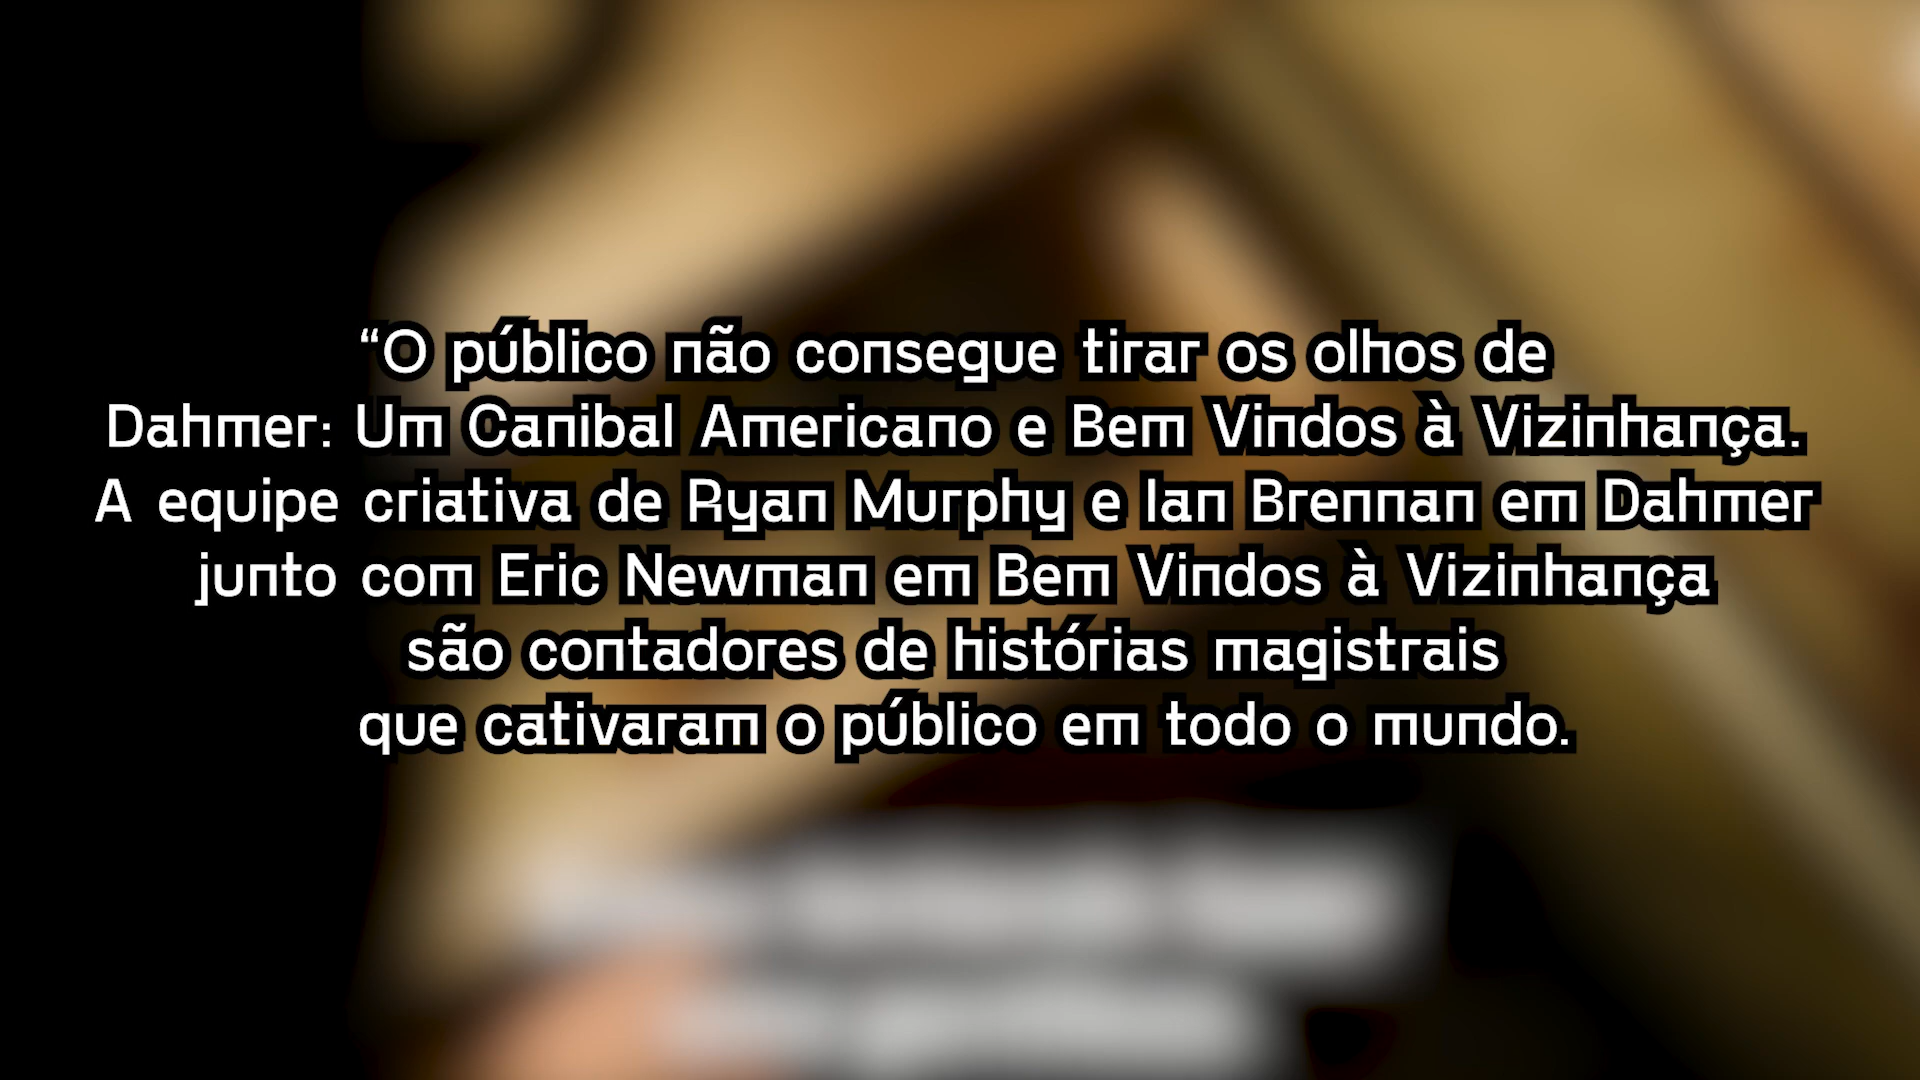 “O público não consegue tirar os olhos de
Dahmer: Um Canibal Americano e Bem Vindos à Vizinhança.
A equipe criativa de Ryan Murphy e Ian Brennan em Dahmer
junto com Eric Newman em Bem Vindos à Vizinhança
são contadores de histórias magistrais
que cativaram o público em todo o mundo.